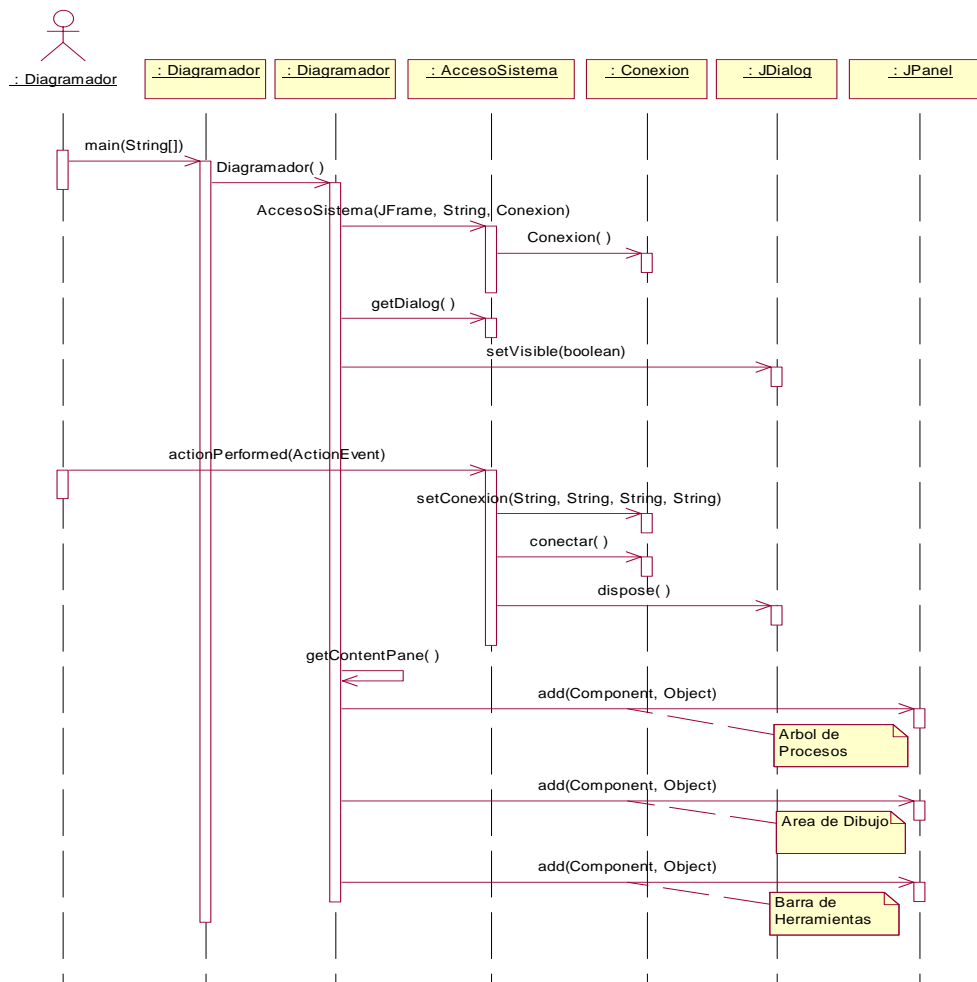 : Diagramador
: Diagramador
: Diagramador
: AccesoSistema
: Conexion
: JDialog
: JPanel
main(String[])
Diagramador( )
AccesoSistema(JFrame, String, Conexion)
Conexion( )
getDialog( )
setVisible(boolean)
actionPerformed(ActionEvent)
setConexion(String, String, String, String)
conectar( )
dispose( )
getContentPane( )
add(Component, Object)
Arbol de
Procesos
add(Component, Object)
Area de Dibujo
add(Component, Object)
Barra de
Herramientas